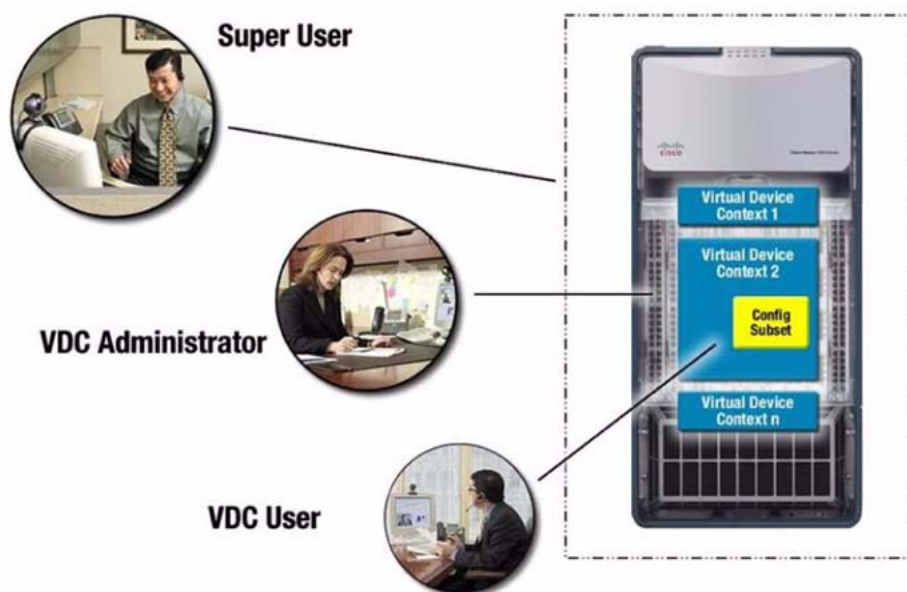 Super User
VDC Administrator
VDC User
CISCO
Virtual Device
Context 1
Virtual Device
Context 2
Config
Subset
Virtual Device
Context n